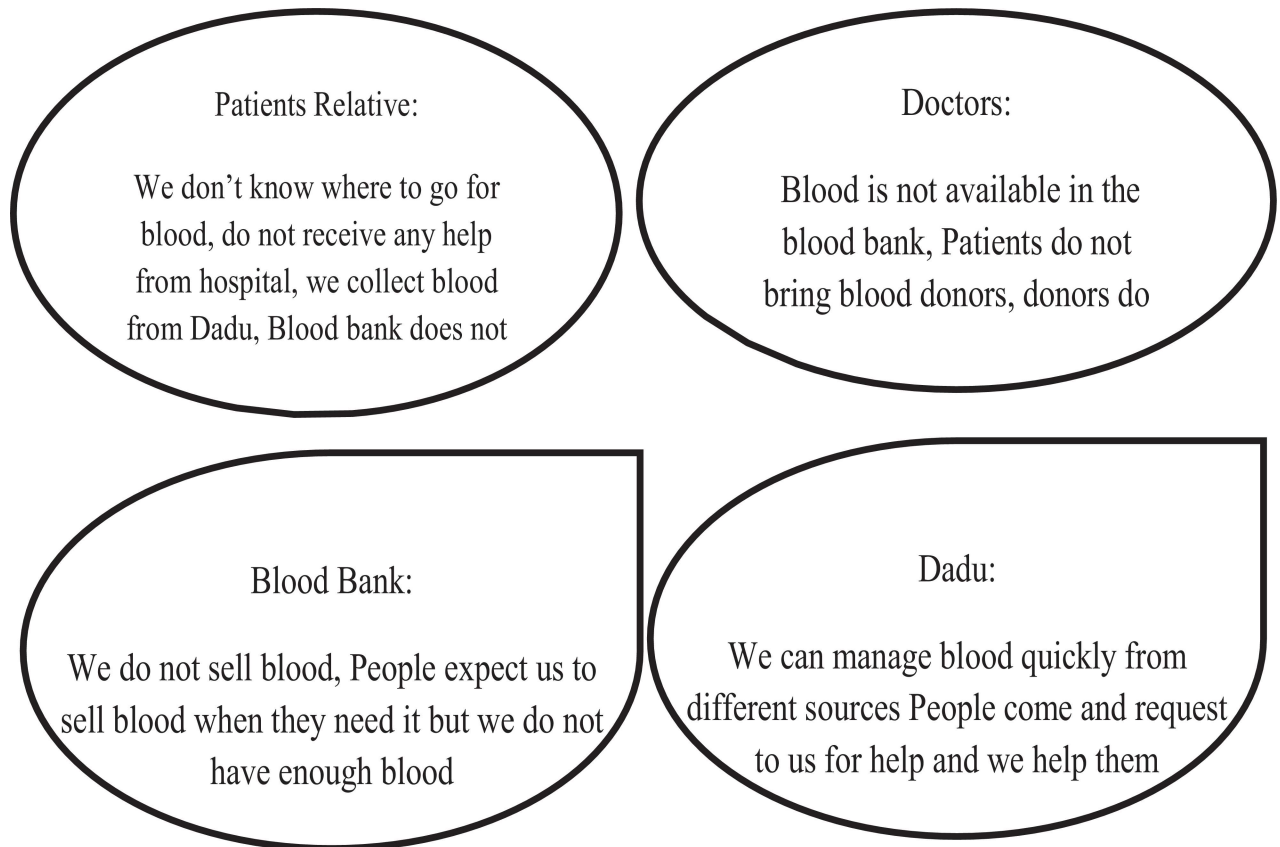 Patients Relative:
We don’t know where to go for
blood, do not receive any help
from hospital, we collect blood
from Dadu, Blood bank does not
Doctors:
Blood is not available in the
blood bank, Patients do not
bring blood donors, donors do
Blood Bank:
We do not sell blood, People expect us to
sell blood when they need it but we do not
have enough blood
Dadu:
We can manage blood quickly from
different sources People come and request
to us for help and we help them